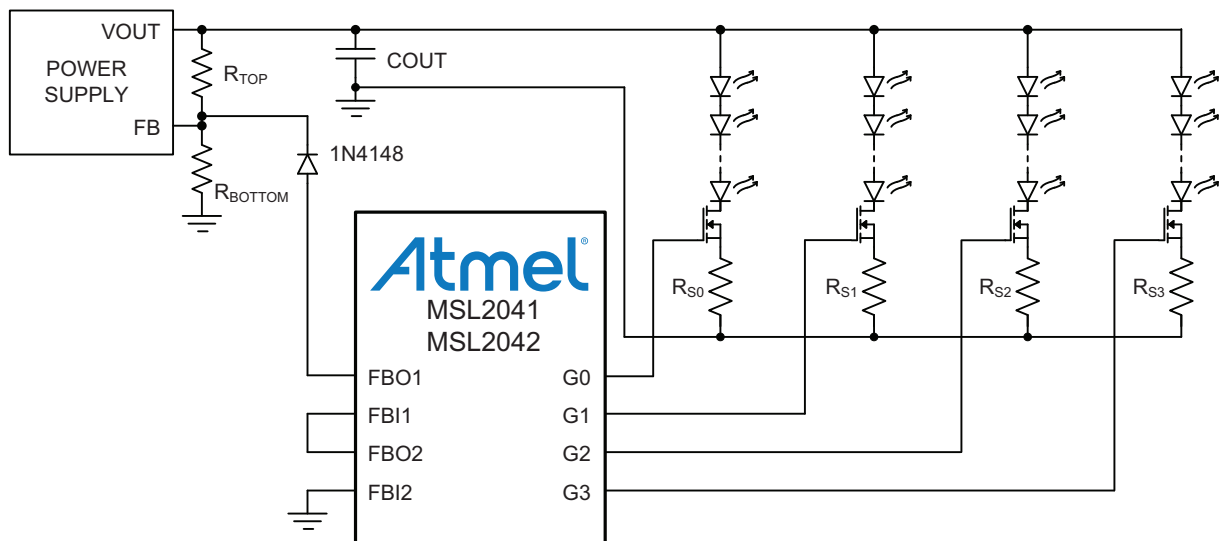 VOUT
POWER
SUPPLY
FB
RTOP
RBOTTOM
COUT
1N4148
Atmel®
MSL2041
MSL2042
FBO1
FBI1
FBO2
FBI2
G0
G1
G2
G3
RS0
RS1
RS2
RS3